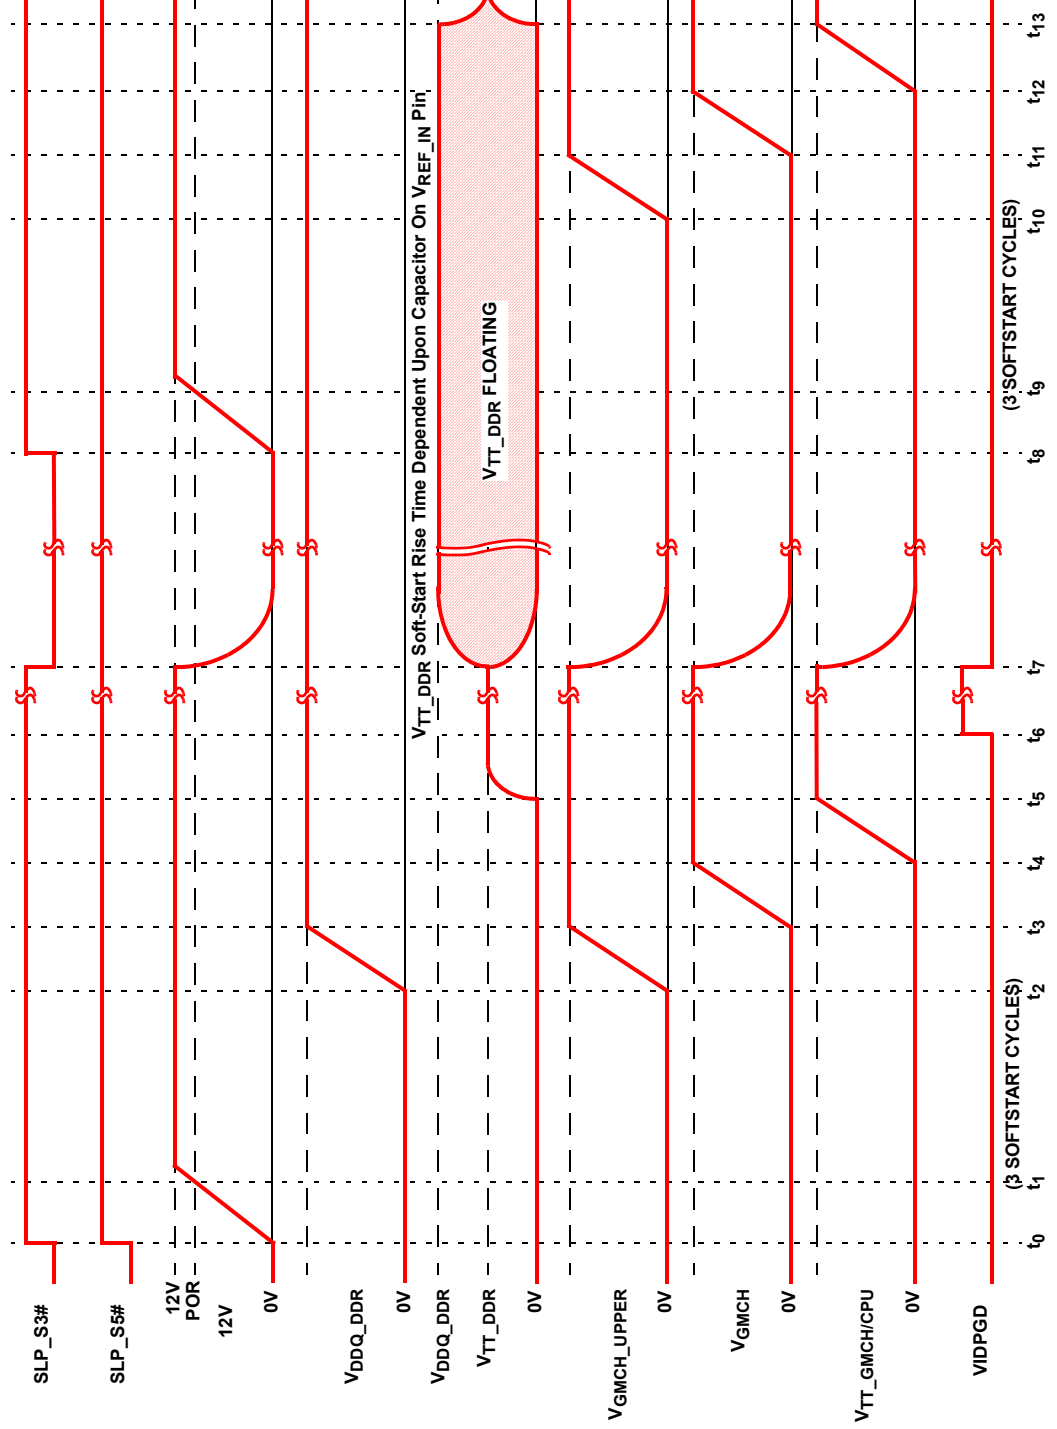 SLP_S3#
SLP_S5#
12V
POR
12V
0V
VDDQ_DDR
0V
VTT_DDR Soft-Start Rise Time Dependent Upon Capacitor On VREF_IN Pin
VDDQ_DDR
VTT_DDR
VTT_DDR FLOATING
0V
VGMCH_UPPER
0V
VGMCH
0V
VTT_GMCH/CPU
0V
VIDPGD
(3 SOFTSTART CYCLES)
(3 SOFTSTART CYCLES)
t0 t1 t2 t3 t4 t5 t6 t7 t8 t9 t10 t11 t12 t13